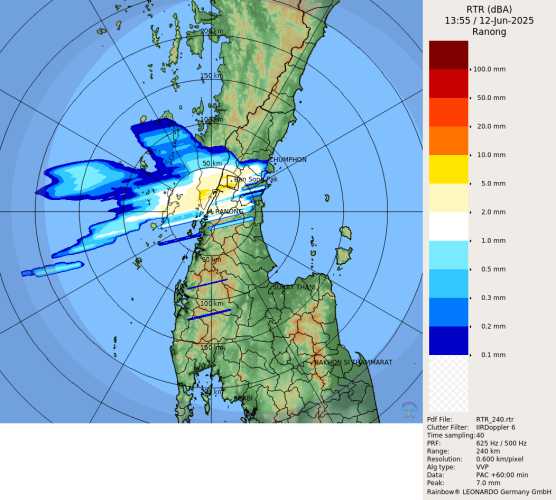 RTR (dBA)
13:55 / 12-Jun-2025
Ranong
100.0 mm
50.0 mm
20.0 mm
10.0 mm
5.0 mm
2.0 mm
1.0 mm
0.5 mm
0.3 mm
0.2 mm
0.1 mm
200 km
150 km
100 km
CHUMPHON
50 km
RANONG
50 km
100 km
150 km
NAKHON SI THAMMARAT
Pdf File: RTR_240.rtr
Clutter Filter: IIRDoppler 6
Time sampling:40
PRF: 625 Hz / 500 Hz
Range: 240 km
Resolution: 0.600 km/pixel
Alg type: VVP
Data: PAC +60:00 min
Peak: 7.0 mm
Rainbow® LEONARDO Germany GmbH